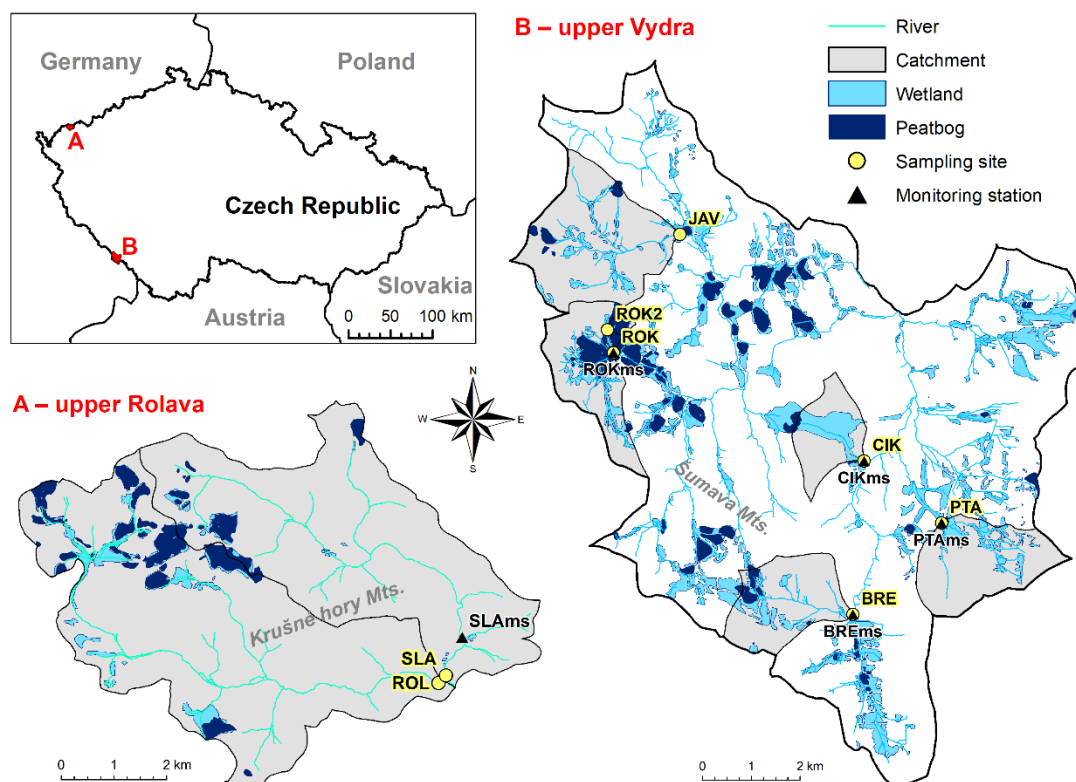 Germany
Poland
A
Czech Republic
B
Slovakia
Austria
0 50 100 km
B – upper Vydra
River
Catchment
Wetland
Peatbog
Sampling site
Monitoring station
JAV
ROK2
ROK
ROKms
CIK
CIKms
Šumava Mts.
PTA
PTAms
BRE
BREms
0 1 2 km
N
W E
S
A – upper Rolava
Krušne hory Mts.
SLAms
SLA
ROL
0 1 2 km